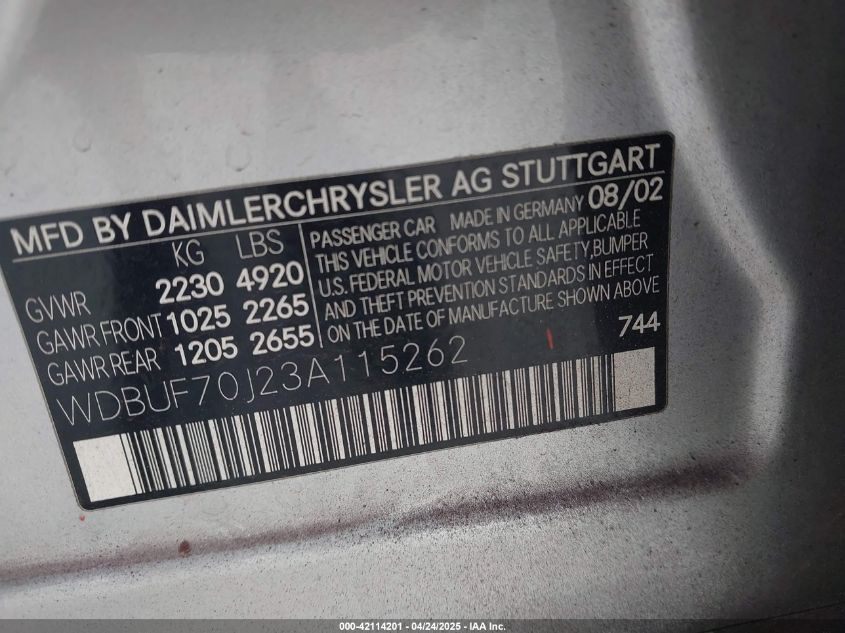 MFD BY DAIMLERCHRYSLER AG STUTTGART
KG LBS
GVWR 2230 4920
GAWR FRONT 1025 2265
GAWR REAR 1205 2655
PASSENGER CAR MADE IN GERMANY 08/02
THIS VEHICLE CONFORMS TO ALL APPLICABLE
U.S. FEDERAL MOTOR VEHICLE SAFETY, BUMPER
AND THEFT PREVENTION STANDARDS IN EFFECT
ON THE DATE OF MANUFACTURE SHOWN ABOVE
744
WDBUF70J23A115262
000-42114201 - 04/24/2025 - IAA Inc.